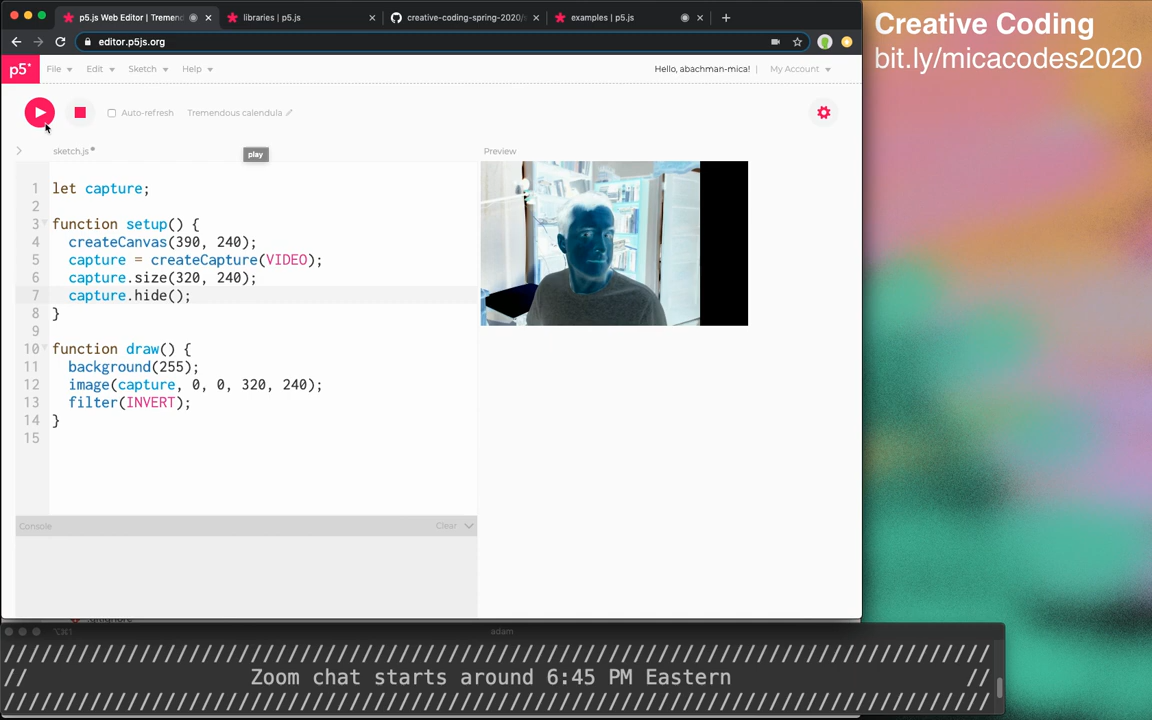 p5.js Web Editor | Tremend
libraries | p5.js
creative-coding-spring-2020/
examples | p5.js
editor.p5js.org
Creative Coding
bit.ly/micacodes2020
p5*
File
Edit
Sketch
Help
Hello, abachman-mica!
|
My Account
Auto-refresh
Tremendous calendula
sketch.js
play
Preview
1 let capture;
2
3 function setup() {
4 createCanvas(390, 240);
5 capture = createCapture(VIDEO);
6 capture.size(320, 240);
7 capture.hide();
8 }
9
10 function draw() {
11 background(255);
12 image(capture, 0, 0, 320, 240);
13 filter(INVERT);
14 }
15
Console
Clear
⌥⌘1
adam
////////////////////////////////////////////////////////////////////////////////
// Zoom chat starts around 6:45 PM Eastern //
////////////////////////////////////////////////////////////////////////////////